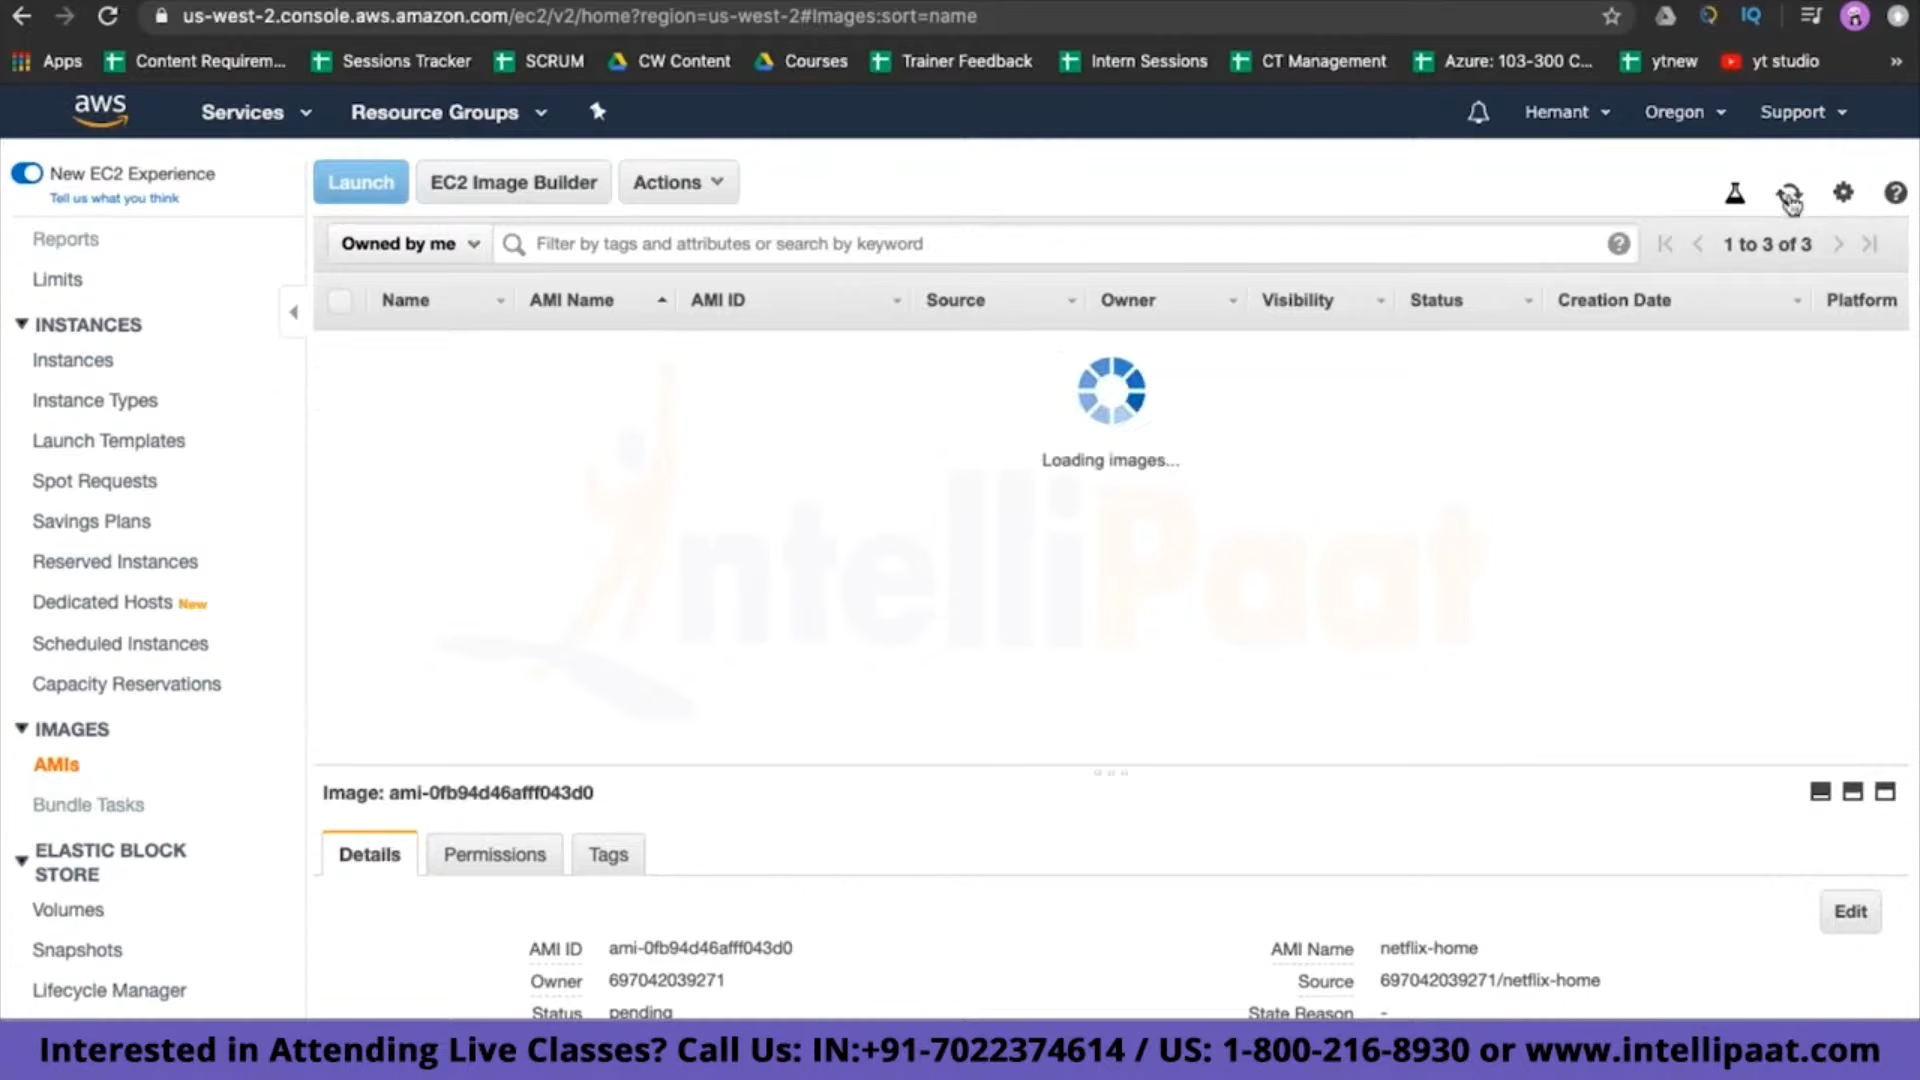 us-west-2.console.aws.amazon.com/ec2/v2/home?region=us-west-2#Images:sort=name
IQ
Apps Content Requirem... Sessions Tracker SCRUM CW Content Courses Trainer Feedback Intern Sessions CT Management Azure: 103-300 C... ytnew yt studio »
aws Services Resource Groups Hemant Oregon Support
New EC2 Experience
Tell us what you think
Launch EC2 Image Builder Actions
Reports
Limits
Owned by me Filter by tags and attributes or search by keyword 1 to 3 of 3
Name AMI Name AMI ID Source Owner Visibility Status Creation Date Platform
INSTANCES
Instances
Instance Types
Launch Templates
Spot Requests
Savings Plans
Reserved Instances
Dedicated Hosts New
Scheduled Instances
Capacity Reservations
Loading images...
IntelliPaat
IMAGES
AMIs
Bundle Tasks
ELASTIC BLOCK
STORE
Volumes
Snapshots
Lifecycle Manager
Image: ami-0fb94d46afff043d0
Details Permissions Tags
Edit
AMI ID ami-0fb94d46afff043d0 AMI Name netflix-home
Owner 697042039271 Source 697042039271/netflix-home
Status pending State Reason -
Interested in Attending Live Classes? Call Us: IN:+91-7022374614 / US: 1-800-216-8930 or www.intellipaat.com